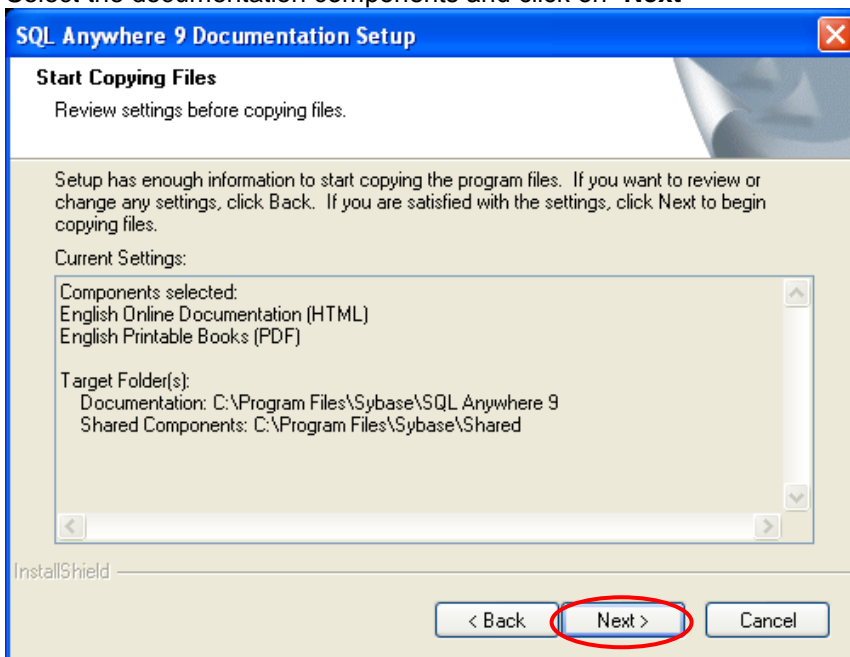 Select the documentation components and click on "Next"
SQL Anywhere 9 Documentation Setup
Start Copying Files
Review settings before copying files.
Setup has enough information to start copying the program files. If you want to review or
change any settings, click Back. If you are satisfied with the settings, click Next to begin
copying files.
Current Settings:
Components selected:
English Online Documentation (HTML)
English Printable Books (PDF)
Target Folder(s):
Documentation: C:\Program Files\Sybase\SQL Anywhere 9
Shared Components: C:\Program Files\Sybase\Shared
InstallShield
< Back
Next >
Cancel